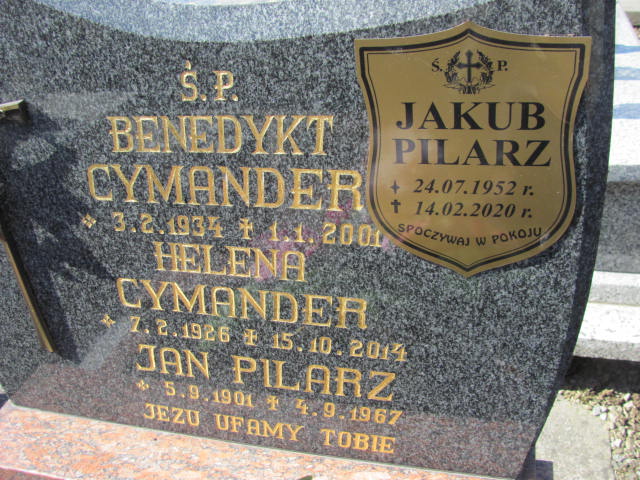 Ś.P.
BENEDYKT
CYMANDER
* 3.2.1934 ✝ 1.1.2001
HELENA
CYMANDER
* 7.2.1926 ✝ 15.10.2014
JAN PILARZ
* 5.9.1901 ✝ 4.9.1967
JEZU UFAMY TOBIE
Ś. P.
JAKUB
PILARZ
✦ 24.07.1952 r.
✝ 14.02.2020 r.
SPOCZYWAJ W POKOJU